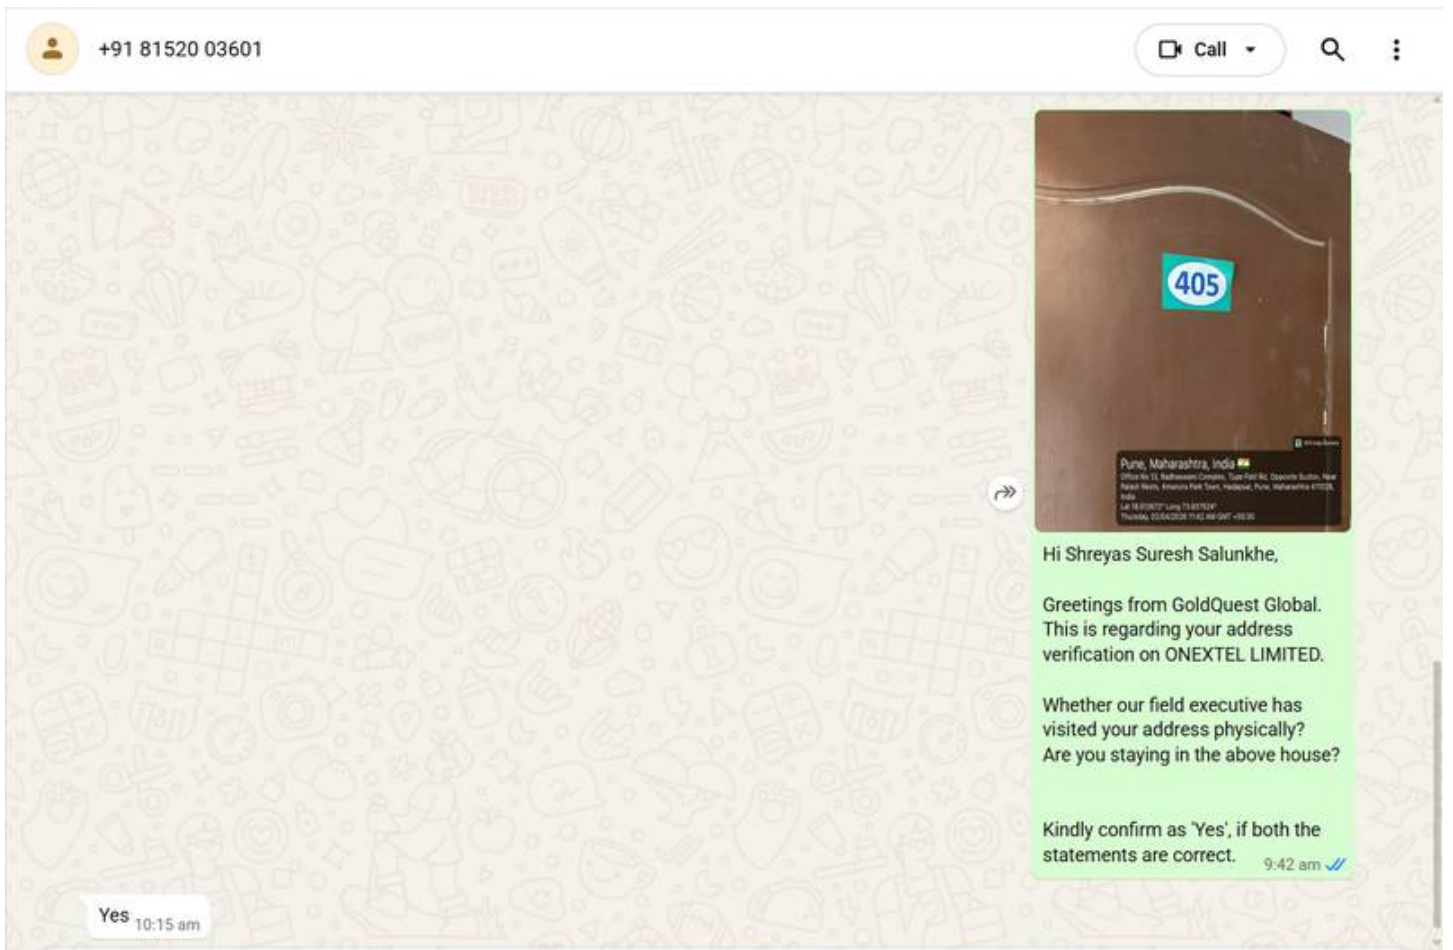 +91 81520 03601
Call
405
Pune, Maharashtra, India
Hi Shreyas Suresh Salunkhe,
Greetings from GoldQuest Global.
This is regarding your address
verification on ONEXTEL LIMITED.
Whether our field executive has
visited your address physically?
Are you staying in the above house?
Kindly confirm as 'Yes', if both the
statements are correct.
9:42 am
Yes
10:15 am